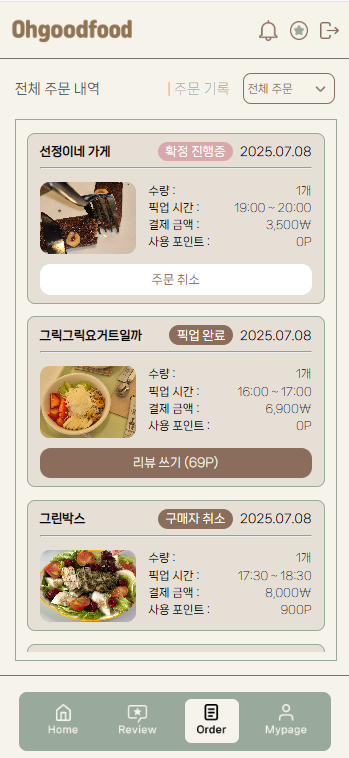 Ohgoodfood
전체 주문 내역
| 주문 기록
전체 주문
선정이네 가게
확정 진행중
2025.07.08
수량 : 1개
픽업 시간 : 19:00 ~ 20:00
결제 금액 : 3,500₩
사용 포인트 : 0P
주문 취소
그릭그릭요거트일까
픽업 완료
2025.07.08
수량 : 1개
픽업 시간 : 16:00 ~ 17:00
결제 금액 : 6,900₩
사용 포인트 : 0P
리뷰 쓰기 (69P)
그린박스
구매자 취소
2025.07.08
수량 : 1개
픽업 시간 : 17:30 ~ 18:30
결제 금액 : 8,000₩
사용 포인트 : 900P
Home
Review
Order
Mypage